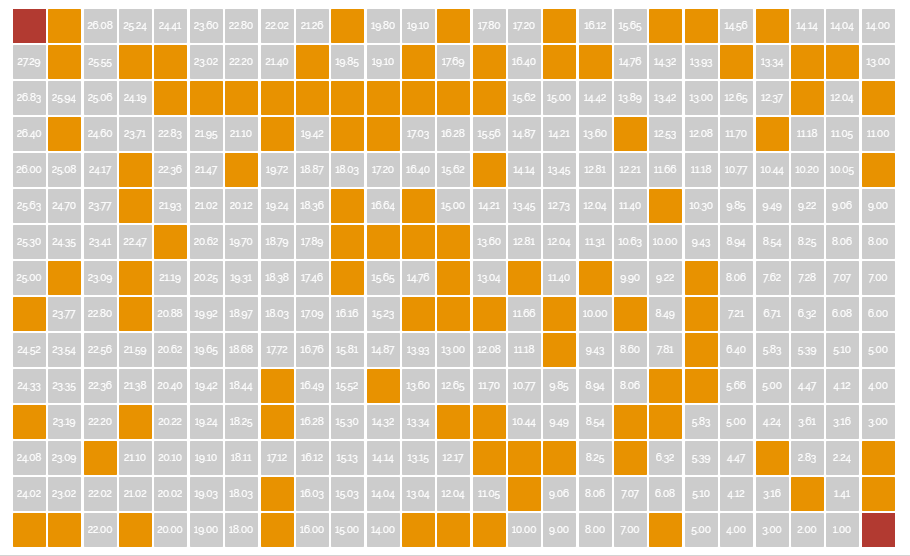 26.08 25.24 24.41 23.60 22.80 22.02 21.26 19.80 19.10 17.80 17.20 16.12 15.65 14.56 14.14 14.04 14.00
27.29 25.55 23.02 22.20 21.40 19.85 19.10 17.69 16.40 14.76 14.32 13.93 13.34 13.00
26.83 25.94 25.06 24.19 15.62 15.00 14.42 13.89 13.42 13.00 12.65 12.37 12.04
26.40 24.60 23.71 22.83 21.95 21.10 19.42 17.03 16.28 15.56 14.87 14.21 13.60 12.53 12.08 11.70 11.18 11.05 11.00
26.00 25.08 24.17 22.36 21.47 19.72 18.87 18.03 17.20 16.40 15.62 14.14 13.45 12.81 12.21 11.66 11.18 10.77 10.44 10.20 10.05
25.63 24.70 23.77 21.93 21.02 20.12 19.24 18.36 16.64 15.00 14.21 13.45 12.73 12.04 11.40 10.30 9.85 9.49 9.22 9.06 9.00
25.30 24.35 23.41 22.47 20.62 19.70 18.79 17.89 13.60 12.81 12.04 11.31 10.63 10.00 9.43 8.94 8.54 8.25 8.06 8.00
25.00 23.09 21.19 20.25 19.31 18.38 17.46 15.65 14.76 13.04 11.40 9.90 9.22 8.06 7.62 7.28 7.07 7.00
23.77 22.80 20.88 19.92 18.97 18.03 17.09 16.16 15.23 11.66 10.00 8.49 7.21 6.71 6.32 6.08 6.00
24.52 23.54 22.56 21.59 20.62 19.65 18.68 17.72 16.76 15.81 14.87 13.93 13.00 12.08 11.18 9.43 8.60 7.81 6.40 5.83 5.39 5.10 5.00
24.33 23.35 22.36 21.38 20.40 19.42 18.44 16.49 15.52 13.60 12.65 11.70 10.77 9.85 8.94 8.06 5.66 5.00 4.47 4.12 4.00
23.19 22.20 20.22 19.24 18.25 16.28 15.30 14.32 13.34 10.44 9.49 8.54 5.83 5.00 4.24 3.61 3.16 3.00
24.08 23.09 21.10 20.10 19.10 18.11 17.12 16.12 15.13 14.14 13.15 12.17 8.25 6.32 5.39 4.47 2.83 2.24
24.02 23.02 22.02 21.02 20.02 19.03 18.03 16.03 15.03 14.04 13.04 12.04 11.05 9.06 8.06 7.07 6.08 5.10 4.12 3.16 1.41
22.00 20.00 19.00 18.00 16.00 15.00 14.00 10.00 9.00 8.00 7.00 5.00 4.00 3.00 2.00 1.00